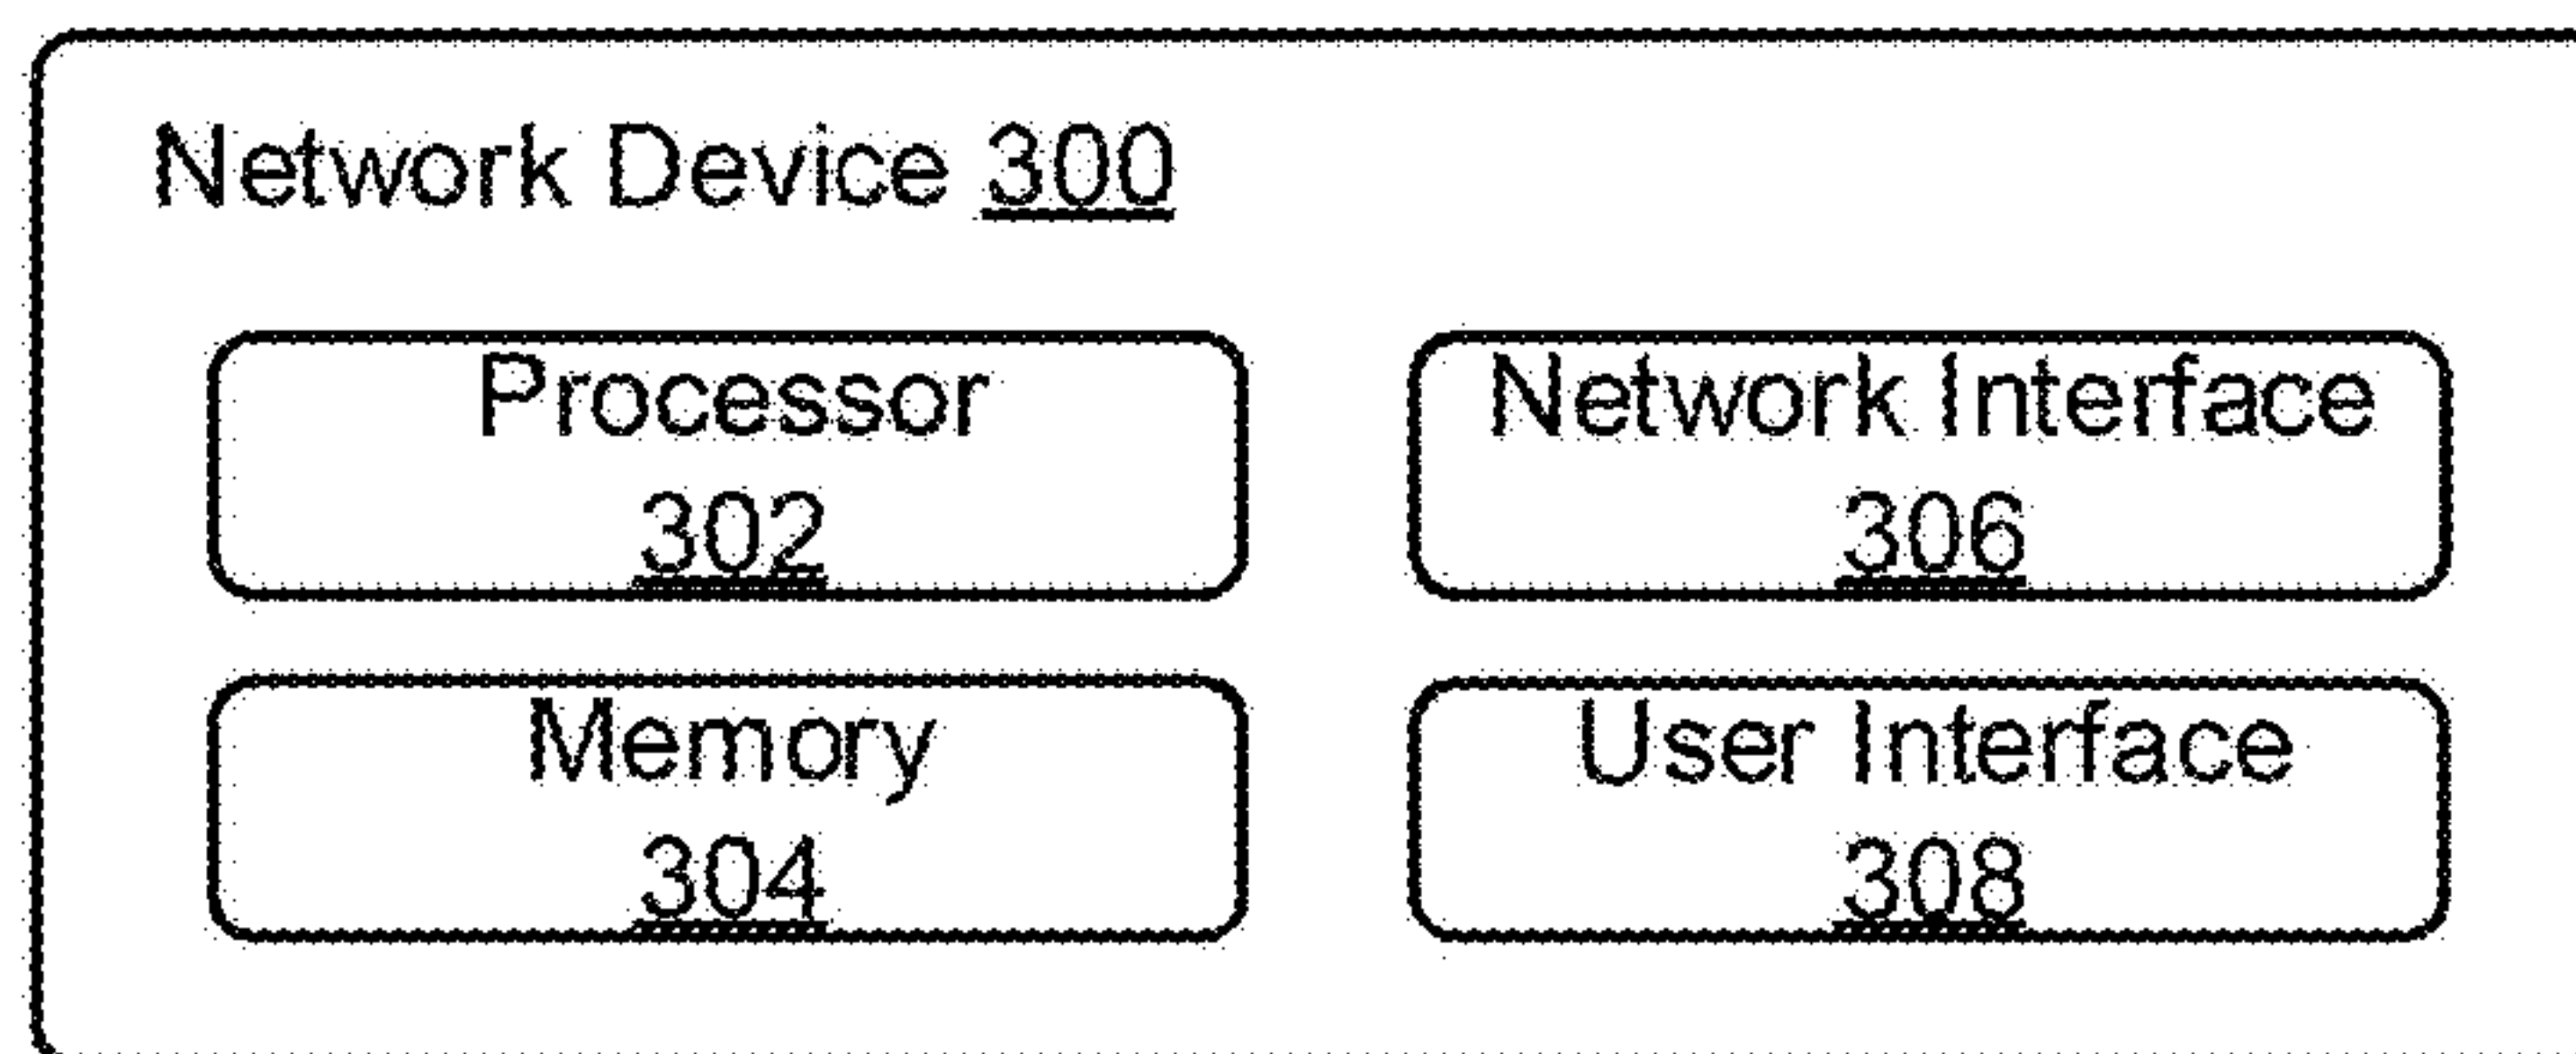 Network Device 300
Processor
302
Network Interface
306
Memory
304
User Interface
308